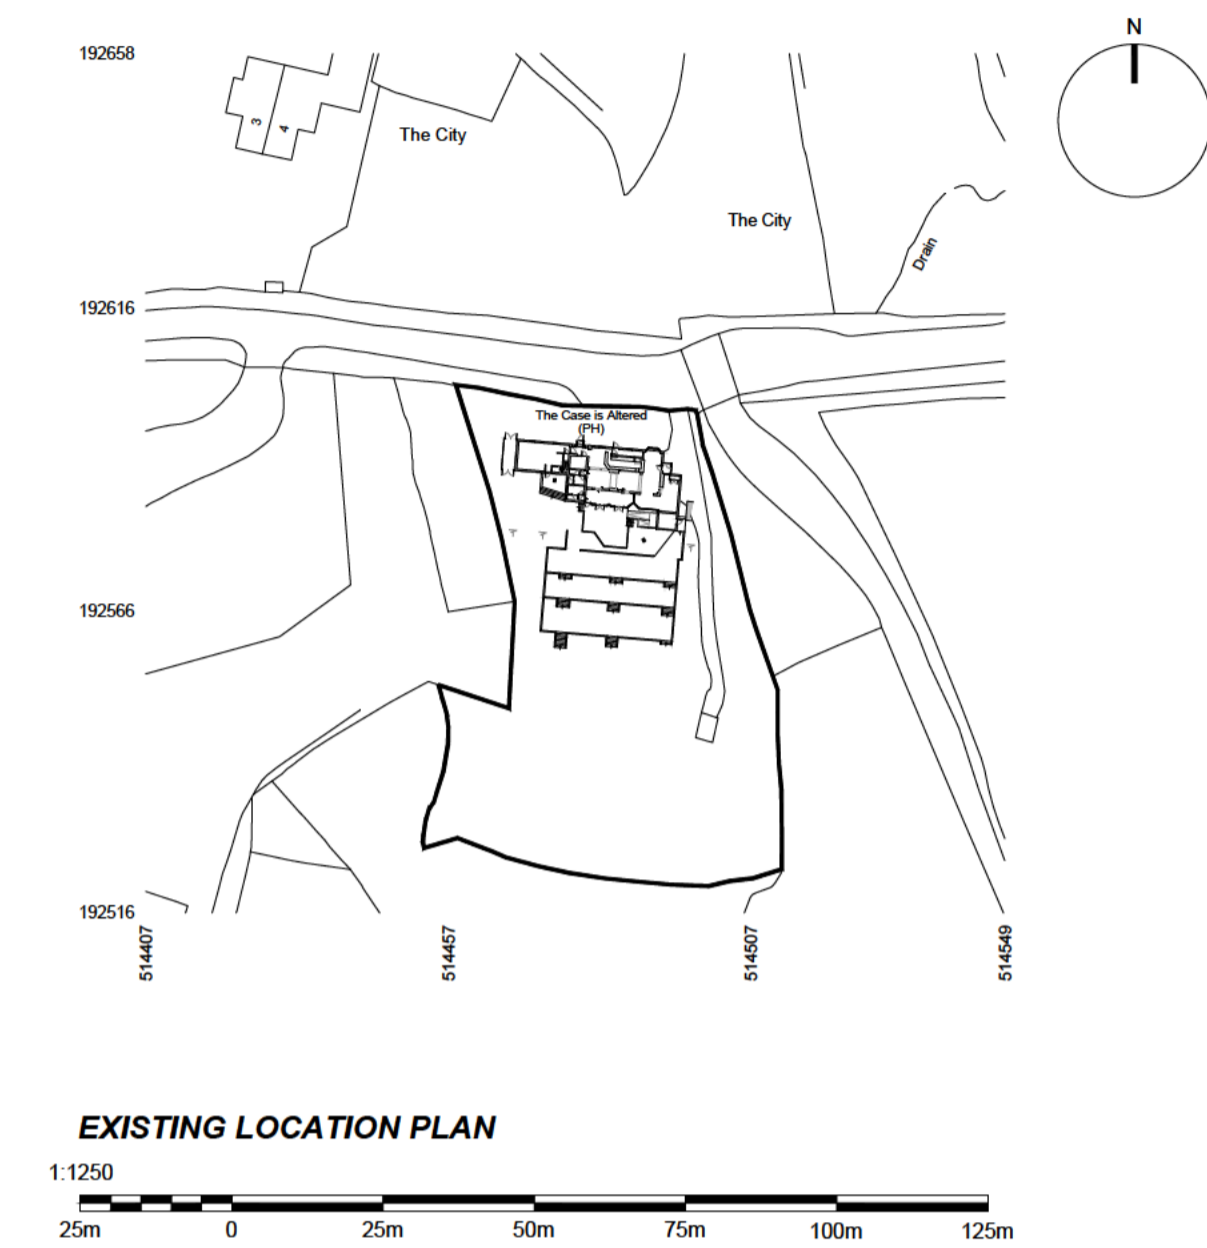 N
192658
3
4
The City
The City
Drain
192616
The Case is Altered
(PH)
192566
192516
514407
514457
514507
514549
EXISTING LOCATION PLAN
1:1250
25m 0 25m 50m 75m 100m 125m